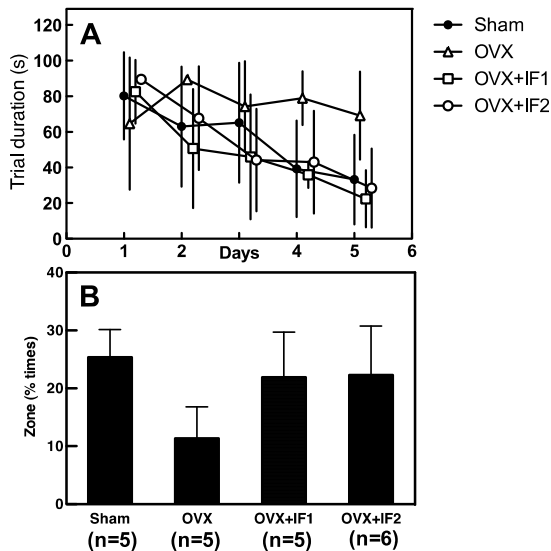 A
Trial duration (s)
120
100
80
60
40
20
0
0 1 2 3 4 5 6
Days
Sham
OVX
OVX+IF1
OVX+IF2
B
Zone (% times)
40
30
20
10
0
Sham OVX OVX+IF1 OVX+IF2
(n=5) (n=5) (n=5) (n=6)